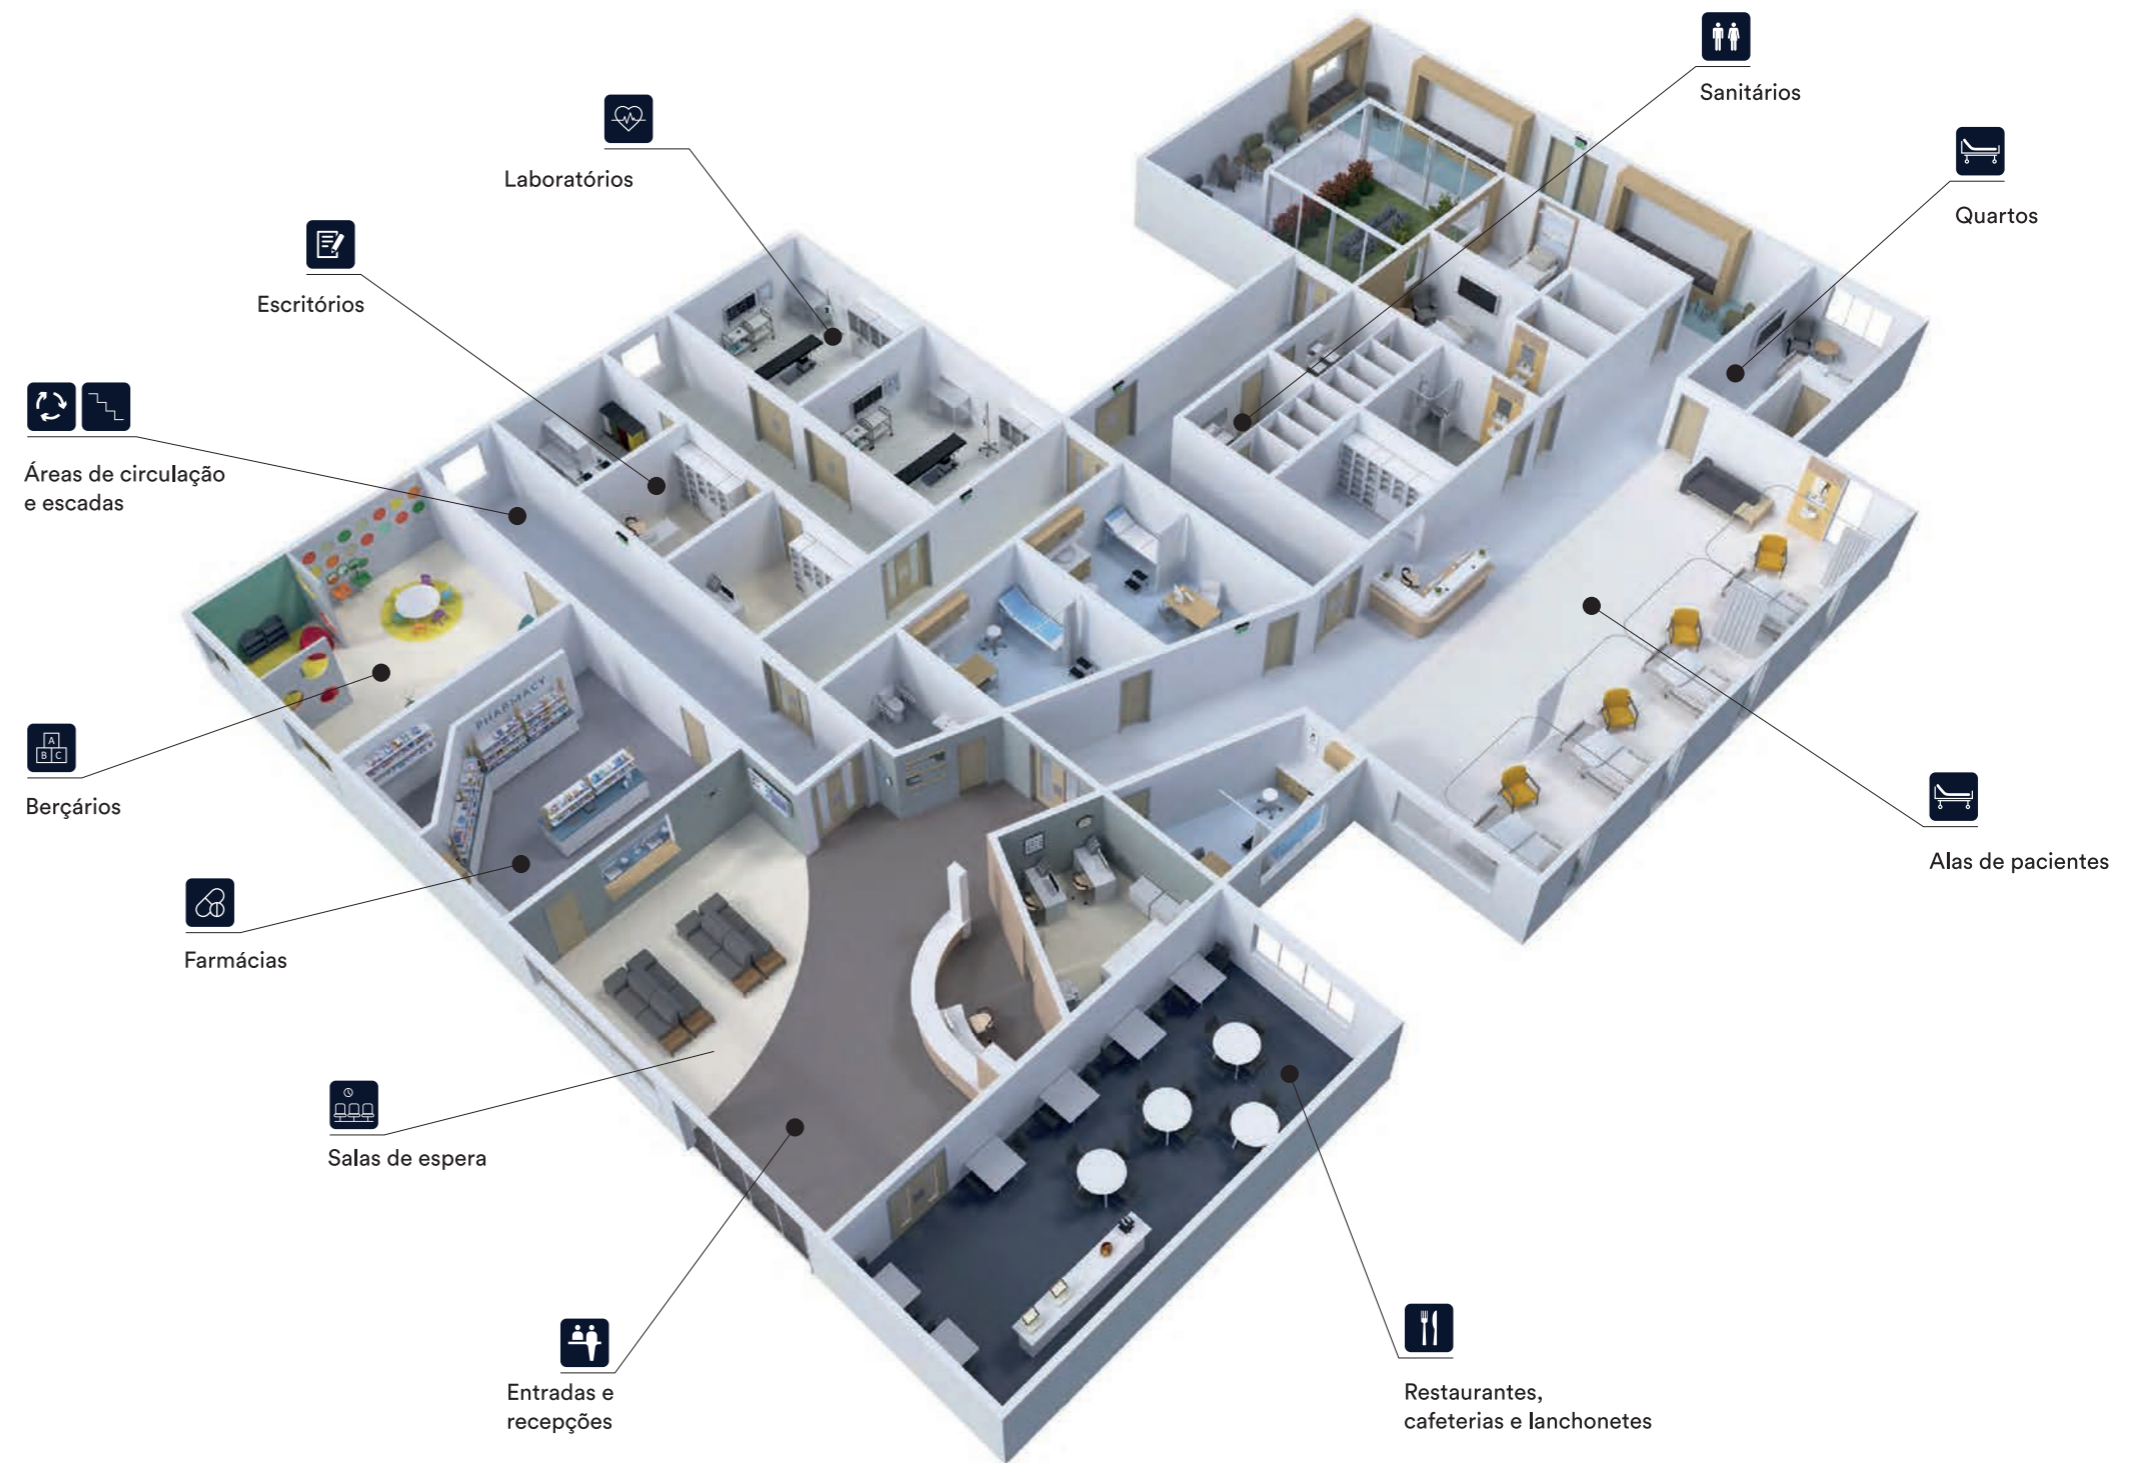 Sanitários
Quartos
Laboratórios
Escritórios
Áreas de circulação
e escadas
PHARMACY
A
B C
Berçários
Alas de pacientes
Farmácias
Salas de espera
Entradas e
recepções
Restaurantes,
cafeterias e lanchonetes